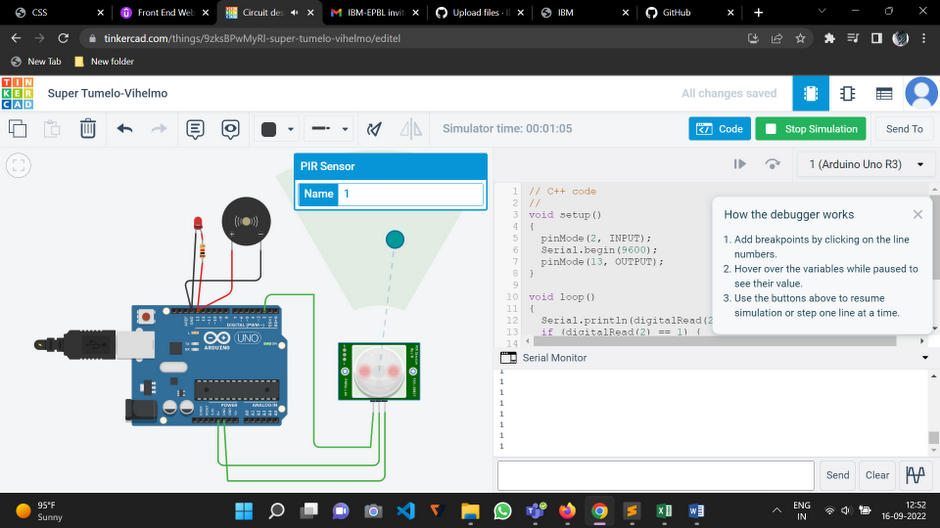 CSS
Front End Web
Circuit des
IBM-EPBL invit
Upload files · I
IBM
GitHub
tinkercad.com/things/9zksBPwMyRl-super-tumelo-vihelmo/editel
New Tab
New folder
TIN
KER
CAD
Super Tumelo-Vihelmo
All changes saved
Simulator time: 00:01:05
Code
Stop Simulation
Send To
PIR Sensor
Name 1
1 (Arduino Uno R3)
1 // C++ code
2 //
3 void setup()
4 {
5 pinMode(2, INPUT);
6 Serial.begin(9600);
7 pinMode(13, OUTPUT);
8 }
9
10 void loop()
11 {
12 Serial.println(digitalRead(2
13 if (digitalRead(2) == 1) {
14
How the debugger works
1. Add breakpoints by clicking on the line
numbers.
2. Hover over the variables while paused to
see their value.
3. Use the buttons above to resume
simulation or step one line at a time.
DIGITAL (PWM~)
UNO
ARDUINO
POWER
ANALOG IN
Serial Monitor
1
1
1
1
1
1
1
1
Send
Clear
95°F
Sunny
ENG
IN
12:52
16-09-2022